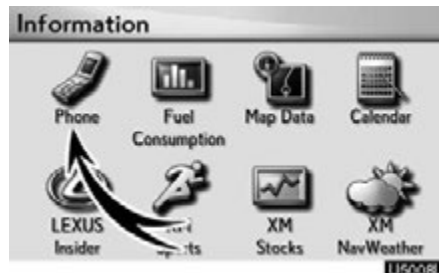 Information
Phone
Fuel
Consumption
Map Data
Calendar
LEXUS
Insider
XM
Stocks
XM
NavWeather